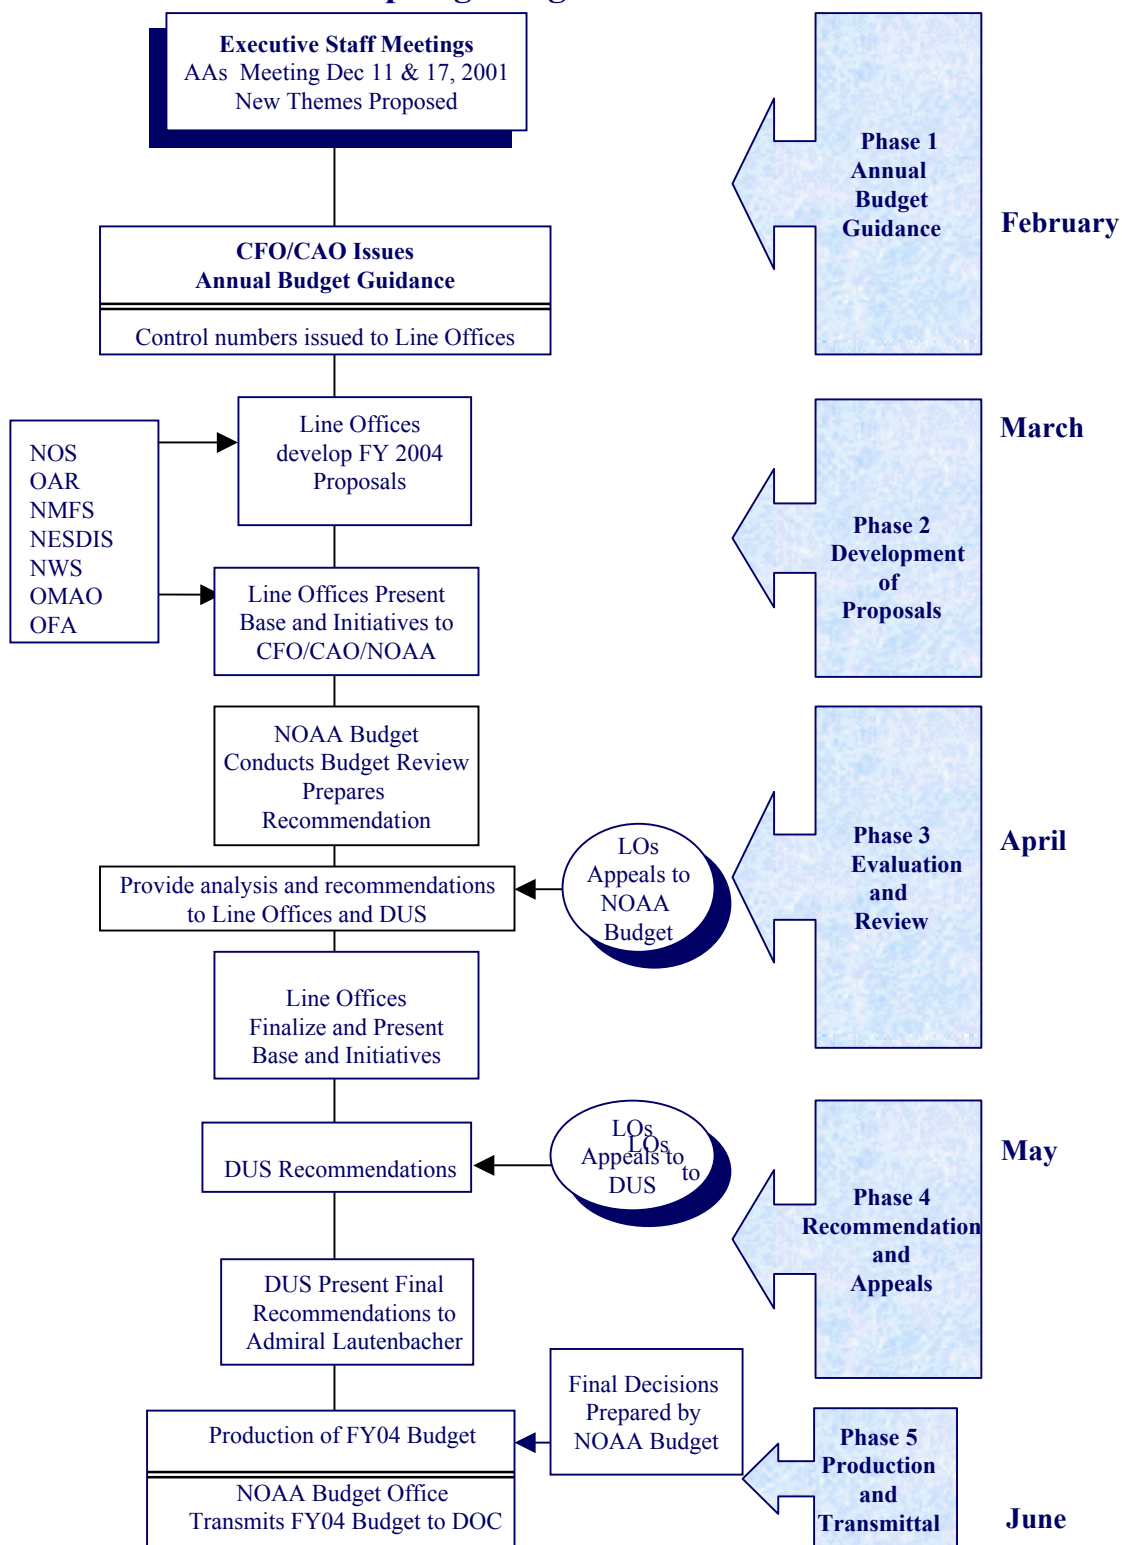 Executive Staff Meetings
AAs Meeting Dec 11 & 17, 2001
New Themes Proposed
Phase 1
Annual
Budget
Guidance
February
CFO/CAO Issues
Annual Budget Guidance
Control numbers issued to Line Offices
NOS
OAR
NMFS
NESDIS
NWS
OMAO
OFA
Line Offices
develop FY 2004
Proposals
March
Phase 2
Development
of
Proposals
Line Offices Present
Base and Initiatives to
CFO/CAO/NOAA
NOAA Budget
Conducts Budget Review
Prepares
Recommendation
LOs
Appeals to
NOAA
Budget
Phase 3
Evaluation
and
Review
April
Provide analysis and recommendations
to Line Offices and DUS
Line Offices
Finalize and Present
Base and Initiatives
DUS Recommendations
LOs
LOs
Appeals to
to
DUS
May
Phase 4
Recommendation
and
Appeals
DUS Present Final
Recommendations to
Admiral Lautenbacher
Final Decisions
Prepared by
NOAA Budget
Production of FY04 Budget
NOAA Budget Office
Transmits FY04 Budget to DOC
Phase 5
Production
and
Transmittal
June